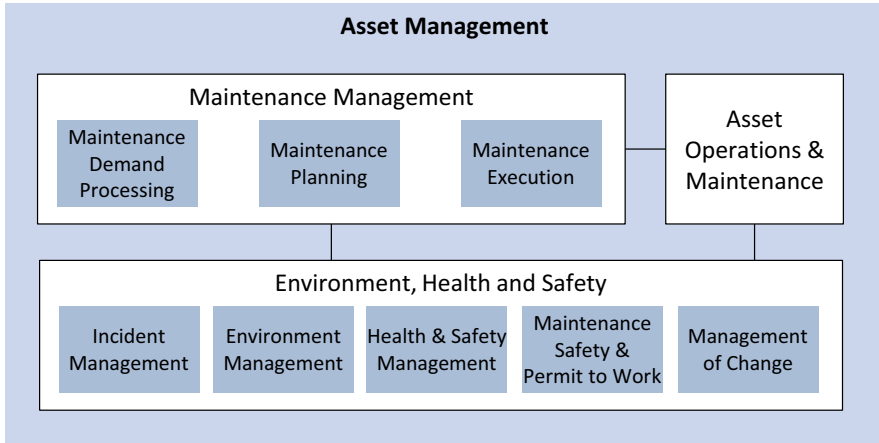 Asset Management
Maintenance Management
Maintenance
Demand
Processing
Maintenance
Planning
Maintenance
Execution
Asset
Operations &
Maintenance
Environment, Health and Safety
Incident
Management
Environment
Management
Health & Safety
Management
Maintenance
Safety &
Permit to Work
Management
of Change